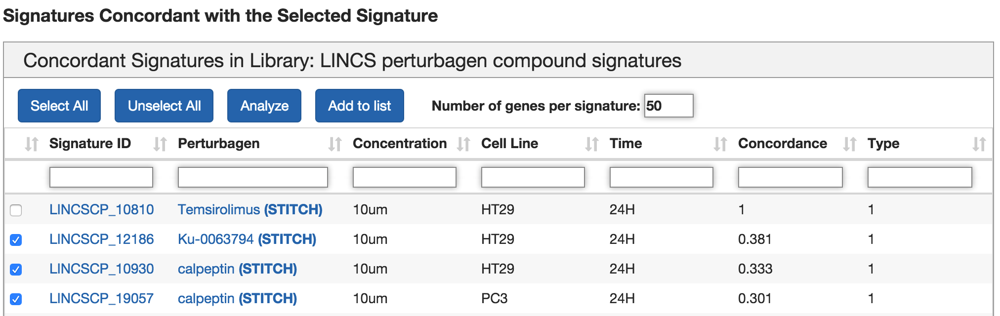 Signatures Concordant with the Selected Signature
Concordant Signatures in Library: LINCS perturbagen compound signatures
Select All Unselect All Analyze Add to list Number of genes per signature: 50
Signature ID Perturbagen Concentration Cell Line Time Concordance Type
LINCSCP_10810 Temsirolimus (STITCH) 10um HT29 24H 1 1
LINCSCP_12186 Ku-0063794 (STITCH) 10um HT29 24H 0.381 1
LINCSCP_10930 calpeptin (STITCH) 10um HT29 24H 0.333 1
LINCSCP_19057 calpeptin (STITCH) 10um PC3 24H 0.301 1